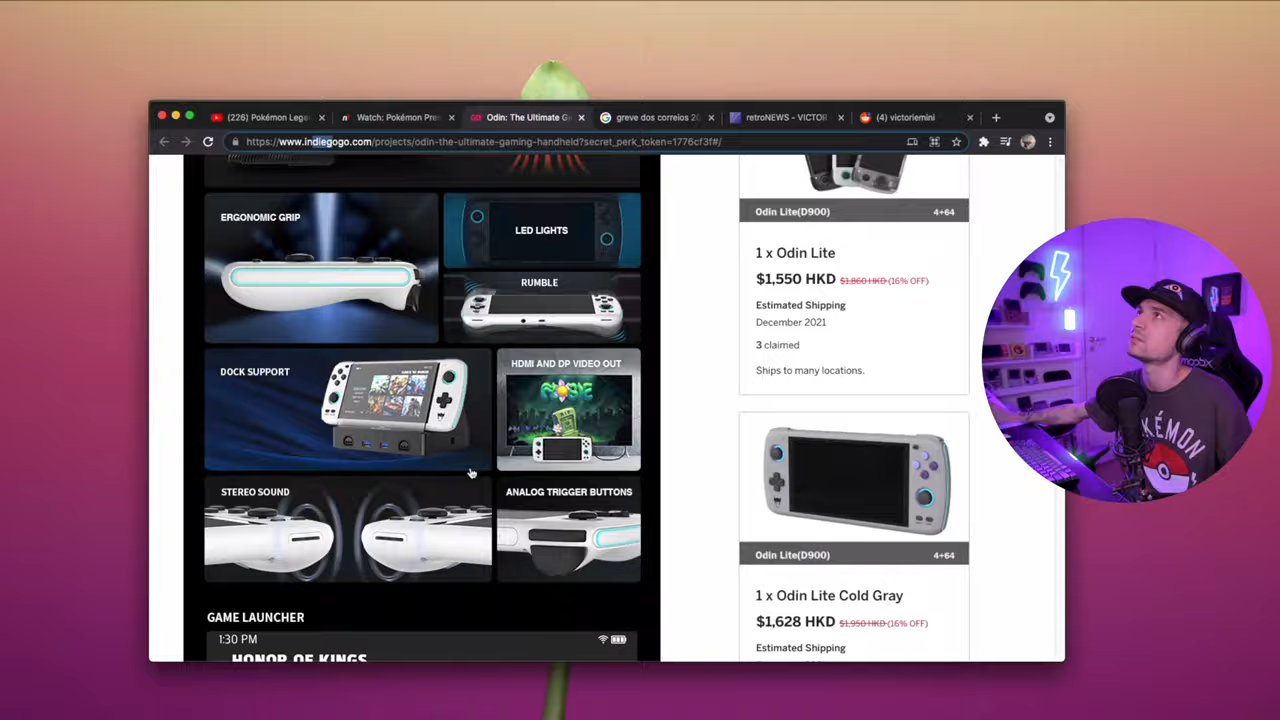 (226) Pokémon Lege
Watch: Pokémon Pres
Odin: The Ultimate Ga
greve dos correios 20
retroNEWS - VICTOR
(4) victoriemini
https://www.indiegogo.com/projects/odin-the-ultimate-gaming-handheld?secret_perk_token=1776cf3f#/
ERGONOMIC GRIP
LED LIGHTS
RUMBLE
DOCK SUPPORT
HDMI AND DP VIDEO OUT
STEREO SOUND
ANALOG TRIGGER BUTTONS
GAME LAUNCHER
1:30 PM
HONOR OF KINGS
Odin Lite(D900) 4+64
1 x Odin Lite
$1,550 HKD $1,860 HKD (16% OFF)
Estimated Shipping
December 2021
3 claimed
Ships to many locations.
Odin Lite(D900) 4+64
1 x Odin Lite Cold Gray
$1,628 HKD $1,950 HKD (16% OFF)
Estimated Shipping
KÉMON